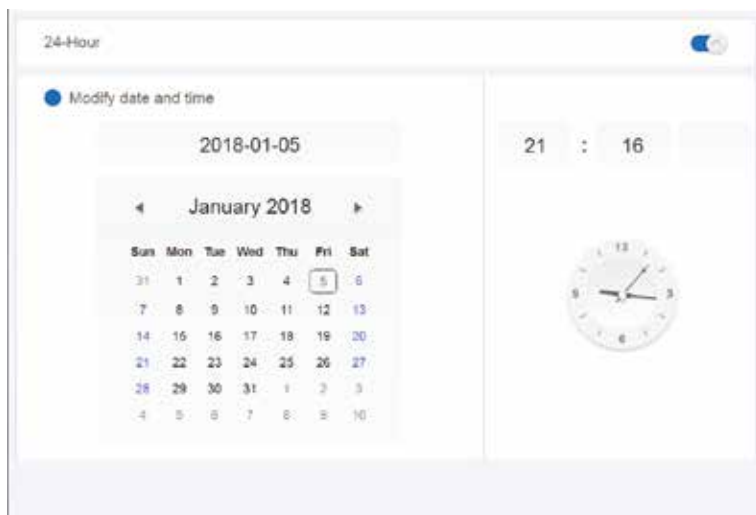 24-Hour
Modify date and time
2018-01-05
21 : 16
January 2018
Sun Mon Tue Wed Thu Fri Sat
31 1 2 3 4 5 6
7 8 9 10 11 12 13
14 15 16 17 18 19 20
21 22 23 24 25 26 27
28 29 30 31 1 2 3
4 5 6 7 8 9 10
12
9 3
6